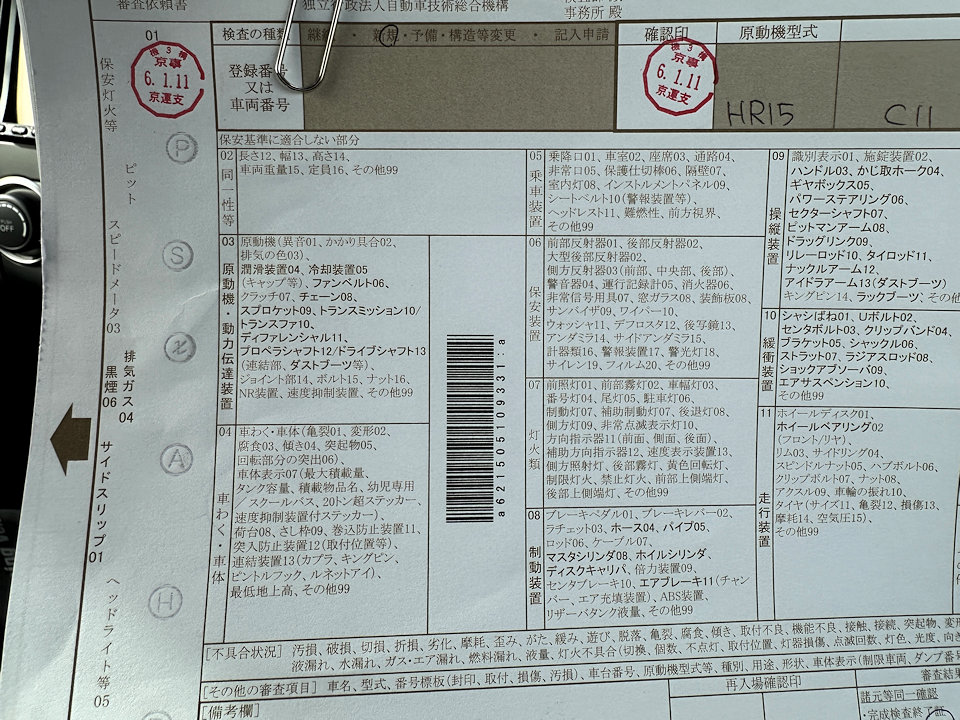 審査依頼書
独立行政法人自動車技術総合機構
事務所 殿
01
検査の種類
継続・新規・予備・構造等変更・記入申請
確認印
原動機型式
登録番号
又は
車両番号
京事
6.1.11
京運支
京事
6.1.11
京運支
HR15
C11
保安基準に適合しない部分
保安灯火等
ピット
スピードメータ03
排気ガス04
黒煙06
サイドスリップ01
ヘッドライト等05
P
S
A
H
02
同一性等
長さ12、幅13、高さ14、
車両重量15、定員16、その他99
03
原動機・動力伝達装置
原動機(異音01、かかり具合02、
排気の色03)、
潤滑装置04、冷却装置05
(キャップ等)、ファンベルト06、
クラッチ07、チェーン08、
スプロケット09、トランスミッション10/
トランスファ10、
ディファレンシャル11、
プロペラシャフト12/ドライブシャフト13
(連結部、ダストブーツ等)、
ジョイント部14、ボルト15、ナット16、
NR装置、速度抑制装置、その他99
04
車わく・車体
車わく・車体(亀裂01、変形02、
腐食03、傾き04、突起物05、
回転部分の突出06)、
車体表示07(最大積載量、
タンク容量、積載物品名、幼児専用
/スクールバス、20トン超ステッカー、
速度抑制装置付ステッカー)、
荷台08、さし枠09、巻込防止装置11、
突入防止装置12(取付位置等)、
連結装置13(カプラ、キングピン、
ピントルフック、ルネットアイ)、
最低地上高、その他99
a62150510933 1:a
05
乗車装置
乗降口01、車室02、座席03、通路04、
非常口05、保護仕切棒06、隔壁07、
室内灯08、インストルメントパネル09、
シートベルト10(警報装置等)、
ヘッドレスト11、難燃性、前方視界、
その他99
06
保安装置
前部反射器01、後部反射器02、
大型後部反射器02、
側方反射器03(前部、中央部、後部)、
警音器04、運行記録計05、消火器06、
非常信号用具07、窓ガラス08、装飾板08、
サンバイザ09、ワイパー10、
ウォッシャ11、デフロスタ12、後写鏡13、
アンダミラ14、サイドアンダミラ15、
計器類16、警報装置17、警光灯18、
サイレン19、フィルム20、その他99
07
灯火類
前照灯01、前部霧灯02、車幅灯03、
番号灯04、尾灯05、駐車灯06、
制動灯07、補助制動灯07、後退灯08、
側方灯09、非常点滅表示灯10、
方向指示器11(前面、側面、後面)、
補助方向指示器12、速度表示装置13、
側方照射灯、後部霧灯、黄色回転灯、
制限灯火、禁止灯火、前部上側端灯、
後部上側端灯、その他99
08
制動装置
ブレーキペダル01、ブレーキレバー02、
ラチェット03、ホース04、パイプ05、
ロッド06、ケーブル07、
マスタシリンダ08、ホイルシリンダ、
ディスクキャリパ、倍力装置09、
センタブレーキ10、エアブレーキ11(チャン
バー、エア充填装置)、ABS装置、
リザーバタンク液量、その他99
09
操縦装置
識別表示01、施錠装置02、
ハンドル03、かじ取ホーク04、
ギヤボックス05、
パワーステアリング06、
セクターシャフト07、
ピットマンアーム08、
ドラッグリンク09、
リレーロッド10、タイロッド11、
ナックルアーム12、
アイドラアーム13(ダストブーツ)
キングピン14、ラックブーツ、その他
10
緩衝装置
シャシばね01、Uボルト02、
センタボルト03、クリップバンド04、
ブラケット05、シャックル06、
ストラット07、ラジアスロッド08、
ショックアブソーバ09、
エアサスペンション10、
その他99
11
走行装置
ホイールディスク01、
ホイールベアリング02
(フロント/リヤ)、
リム03、サイドリング04、
スピンドルナット05、ハブボルト06、
クリップボルト07、ナット08、
アクスル09、車輪の振れ10、
タイヤ(サイズ11、亀裂12、損傷13、
摩耗14、空気圧15)、
その他99
[不具合状況] 汚損、破損、切損、折損、劣化、摩耗、歪み、がた、緩み、遊び、脱落、亀裂、腐食、傾き、取付不良、機能不良、接触、接続、突起物、変形
液漏れ、水漏れ、ガス・エア漏れ、燃料漏れ、液量、灯火不具合(切換、個数、不点灯、取付位置、灯器損傷、点滅回数、灯色、光度、向き
[その他の審査項目] 車名、型式、番号標板(封印、取付、損傷、汚損)、車台番号、原動機型式等、種別、用途、形状、車体表示(制限車両、ダンプ番号
[備考欄]
再入場確認印
審査結果
諸元等同一確認
・完成検査終了証